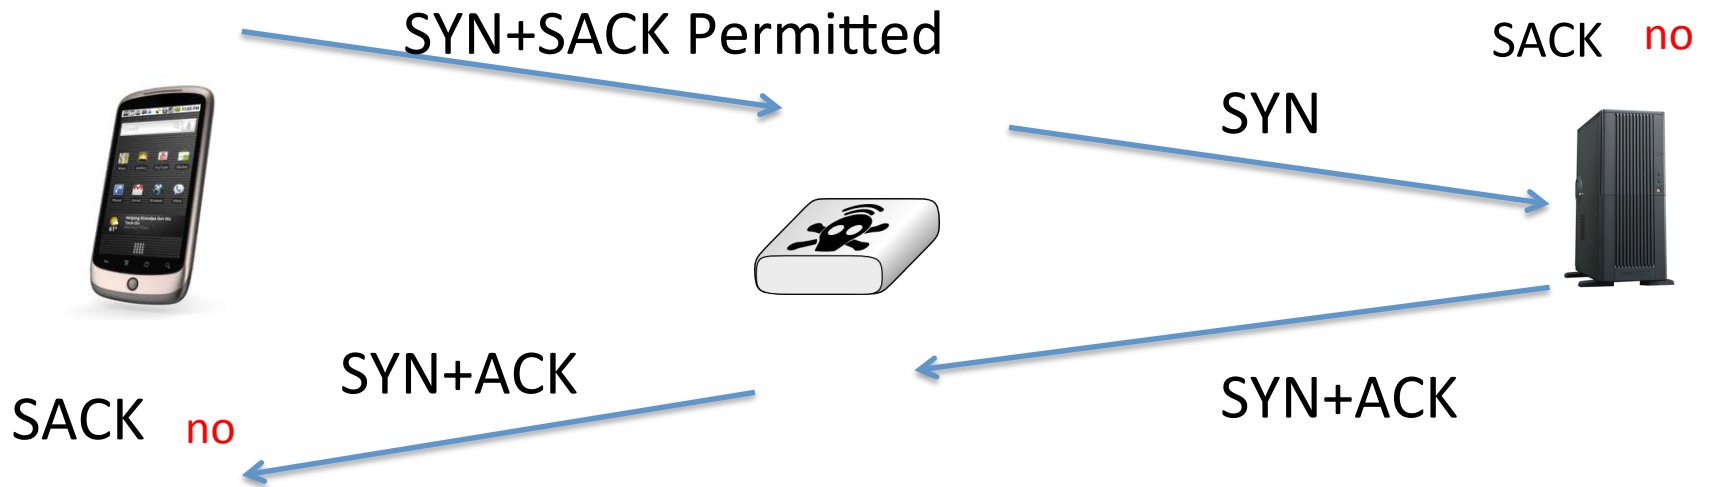 SYN+SACK Permitted
SACK no
SYN
SYN+ACK
SYN+ACK
SACK no